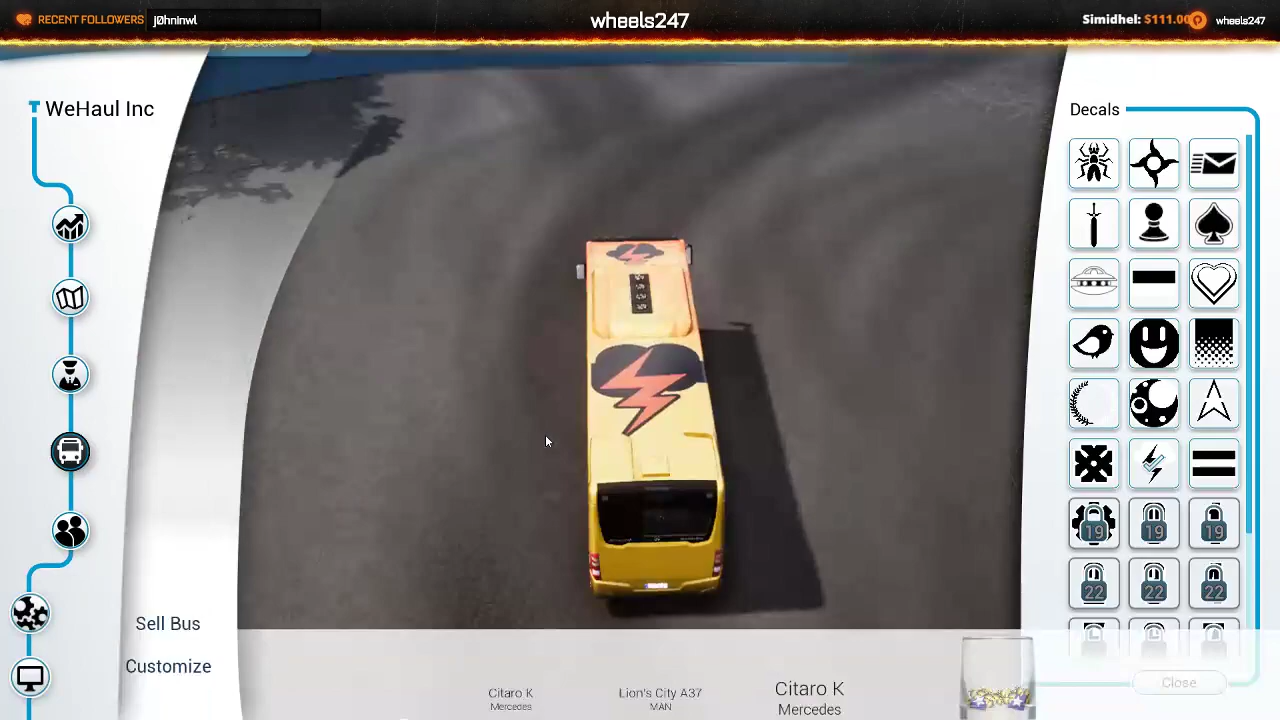 RECENT FOLLOWERS j0hninwl
wheels247
Simidhel: $111.00
wheels247
WeHaul Inc
Decals
19
19
19
22
22
22
Sell Bus
Customize
Citaro K
Mercedes
Lion's City A37
MAN
Citaro K
Mercedes
Close